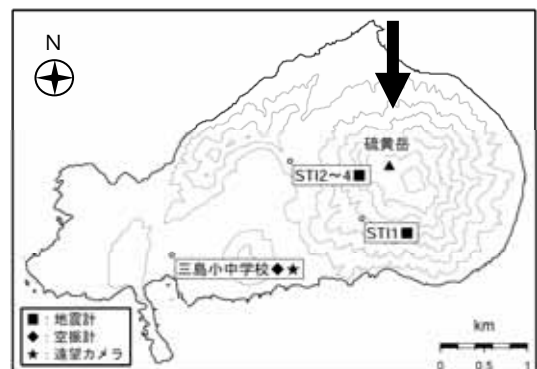 N
硫黄岳
STI2～4■
STI1■
三島小中学校◆★
■：地震計
◆：空振計
★：遠望カメラ
km
0 0.5 1